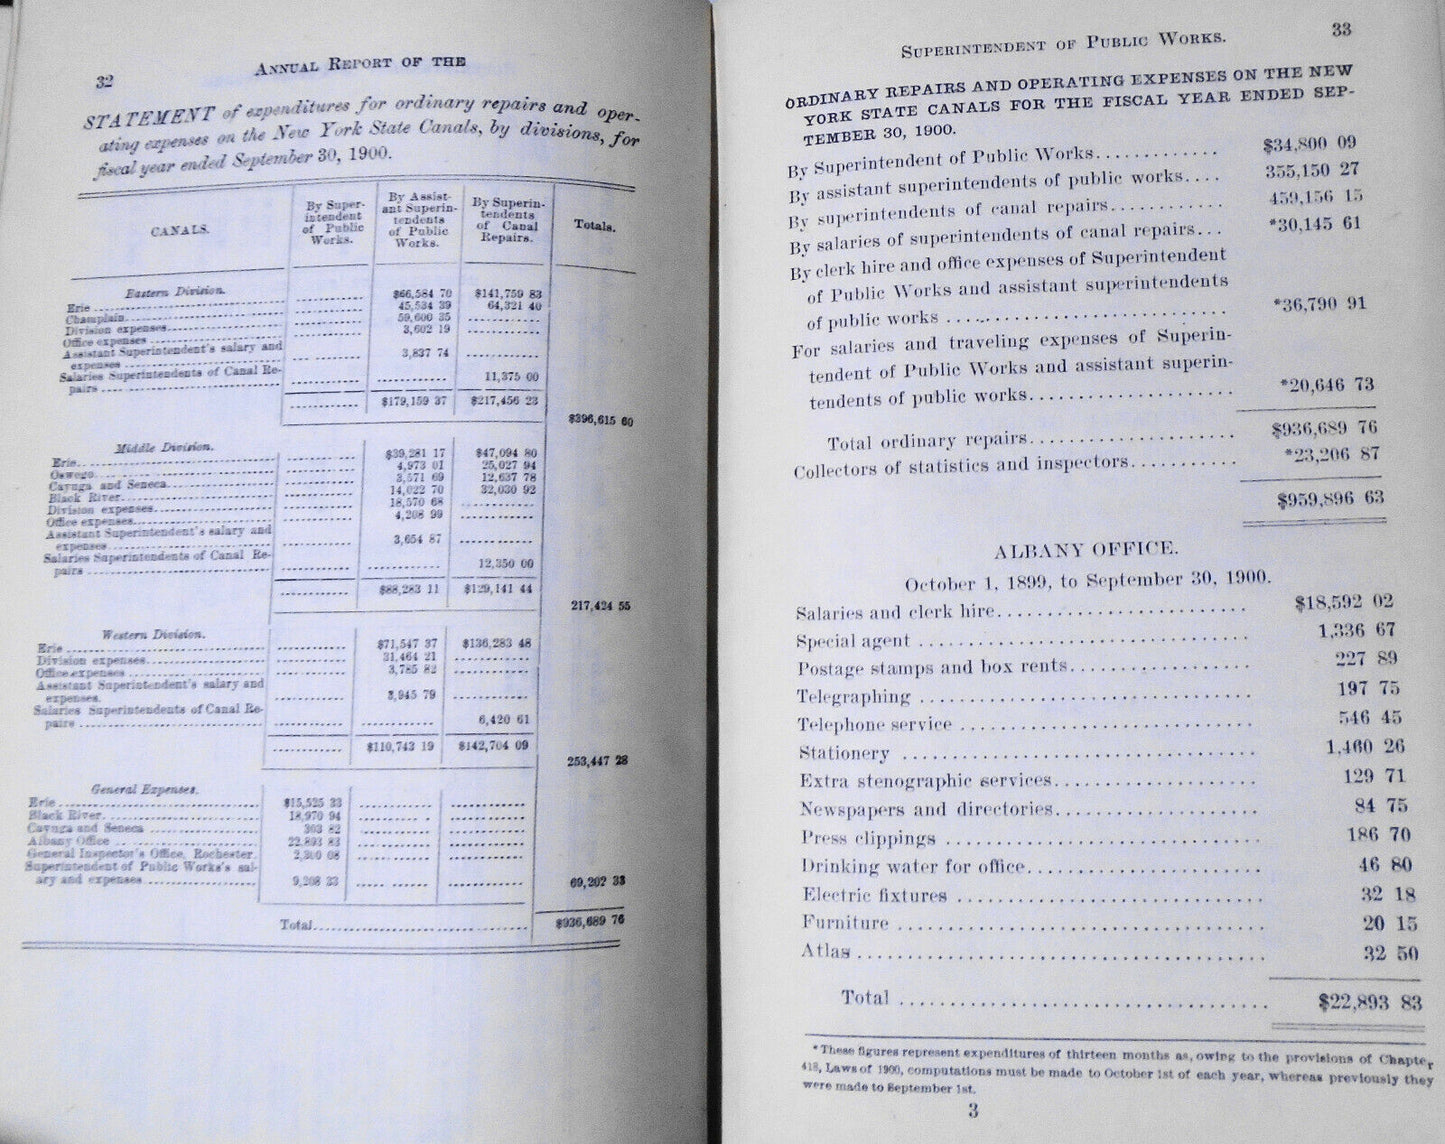 32
ANNUAL REPORT OF THE
STATEMENT of expenditures for ordinary repairs and oper-
ating expenses on the New York State Canals, by divisions, for
fiscal year ended September 30, 1900.
CANALS. By Super-intendent of Public Works. By Assist-ant Superin-tendents of Public Works. By Superin-tendents of Canal Repairs. Totals.
Eastern Division.
Erie $66,584 70 $141,759 83
Champlain 45,534 39 64,321 40
Division expenses 59,600 35
Office expenses 3,602 19
Assistant Superintendent's salary and
expenses 3,837 74
Salaries Superintendents of Canal Re-
pairs 11,375 00
$179,159 37 $217,456 23
$396,615 60
Middle Division.
Erie $39,281 17 $47,094 80
Oswego 4,973 01 25,027 94
Cayuga and Seneca 3,571 69 12,637 78
Black River 14,022 70 32,030 92
Division expenses 18,570 68
Office expenses 4,208 99
Assistant Superintendent's salary and
expenses 3,654 87
Salaries Superintendents of Canal Re-
pairs 12,350 00
$88,283 11 $129,141 44
217,424 55
Western Division.
Erie $71,547 37 $136,283 48
Division expenses 31,464 21
Office expenses 3,785 82
Assistant Superintendent's salary and
expenses. 3,945 79
Salaries Superintendents of Canal Re-
pairs 6,420 61
$110,743 19 $142,704 09
253,447 28
General Expenses.
Erie $15,525 33
Black River 18,970 94
Cayuga and Seneca 303 82
Albany Office 22,893 83
General Inspector's Office, Rochester 2,300 08
Superintendent of Public Works's sal-
ary and expenses 9,208 33
69,202 33
Total $936,689 76
SUPERINTENDENT OF PUBLIC WORKS.
33
ORDINARY REPAIRS AND OPERATING EXPENSES ON THE NEW
YORK STATE CANALS FOR THE FISCAL YEAR ENDED SEP-
TEMBER 30, 1900.
By Superintendent of Public Works $34,800 09
By assistant superintendents of public works 355,150 27
By superintendents of canal repairs 459,156 15
By salaries of superintendents of canal repairs *30,145 61
By clerk hire and office expenses of Superintendent
of Public Works and assistant superintendents
of public works *36,790 91
For salaries and traveling expenses of Superin-
tendent of Public Works and assistant superin-
tendents of public works *20,646 73
Total ordinary repairs $936,689 76
Collectors of statistics and inspectors *23,206 87
$959,896 63
ALBANY OFFICE.
October 1, 1899, to September 30, 1900.
Salaries and clerk hire $18,592 02
Special agent 1,336 67
Postage stamps and box rents 227 89
Telegraphing 197 75
Telephone service 546 45
Stationery 1,460 26
Extra stenographic services 129 71
Newspapers and directories 84 75
Press clippings 186 70
Drinking water for office 46 80
Electric fixtures 32 18
Furniture 20 15
Atlas 32 50
Total $22,893 83
* These figures represent expenditures of thirteen months as, owing to the provisions of Chapter
418, Laws of 1900, computations must be made to October 1st of each year, whereas previously they
were made to September 1st.
3